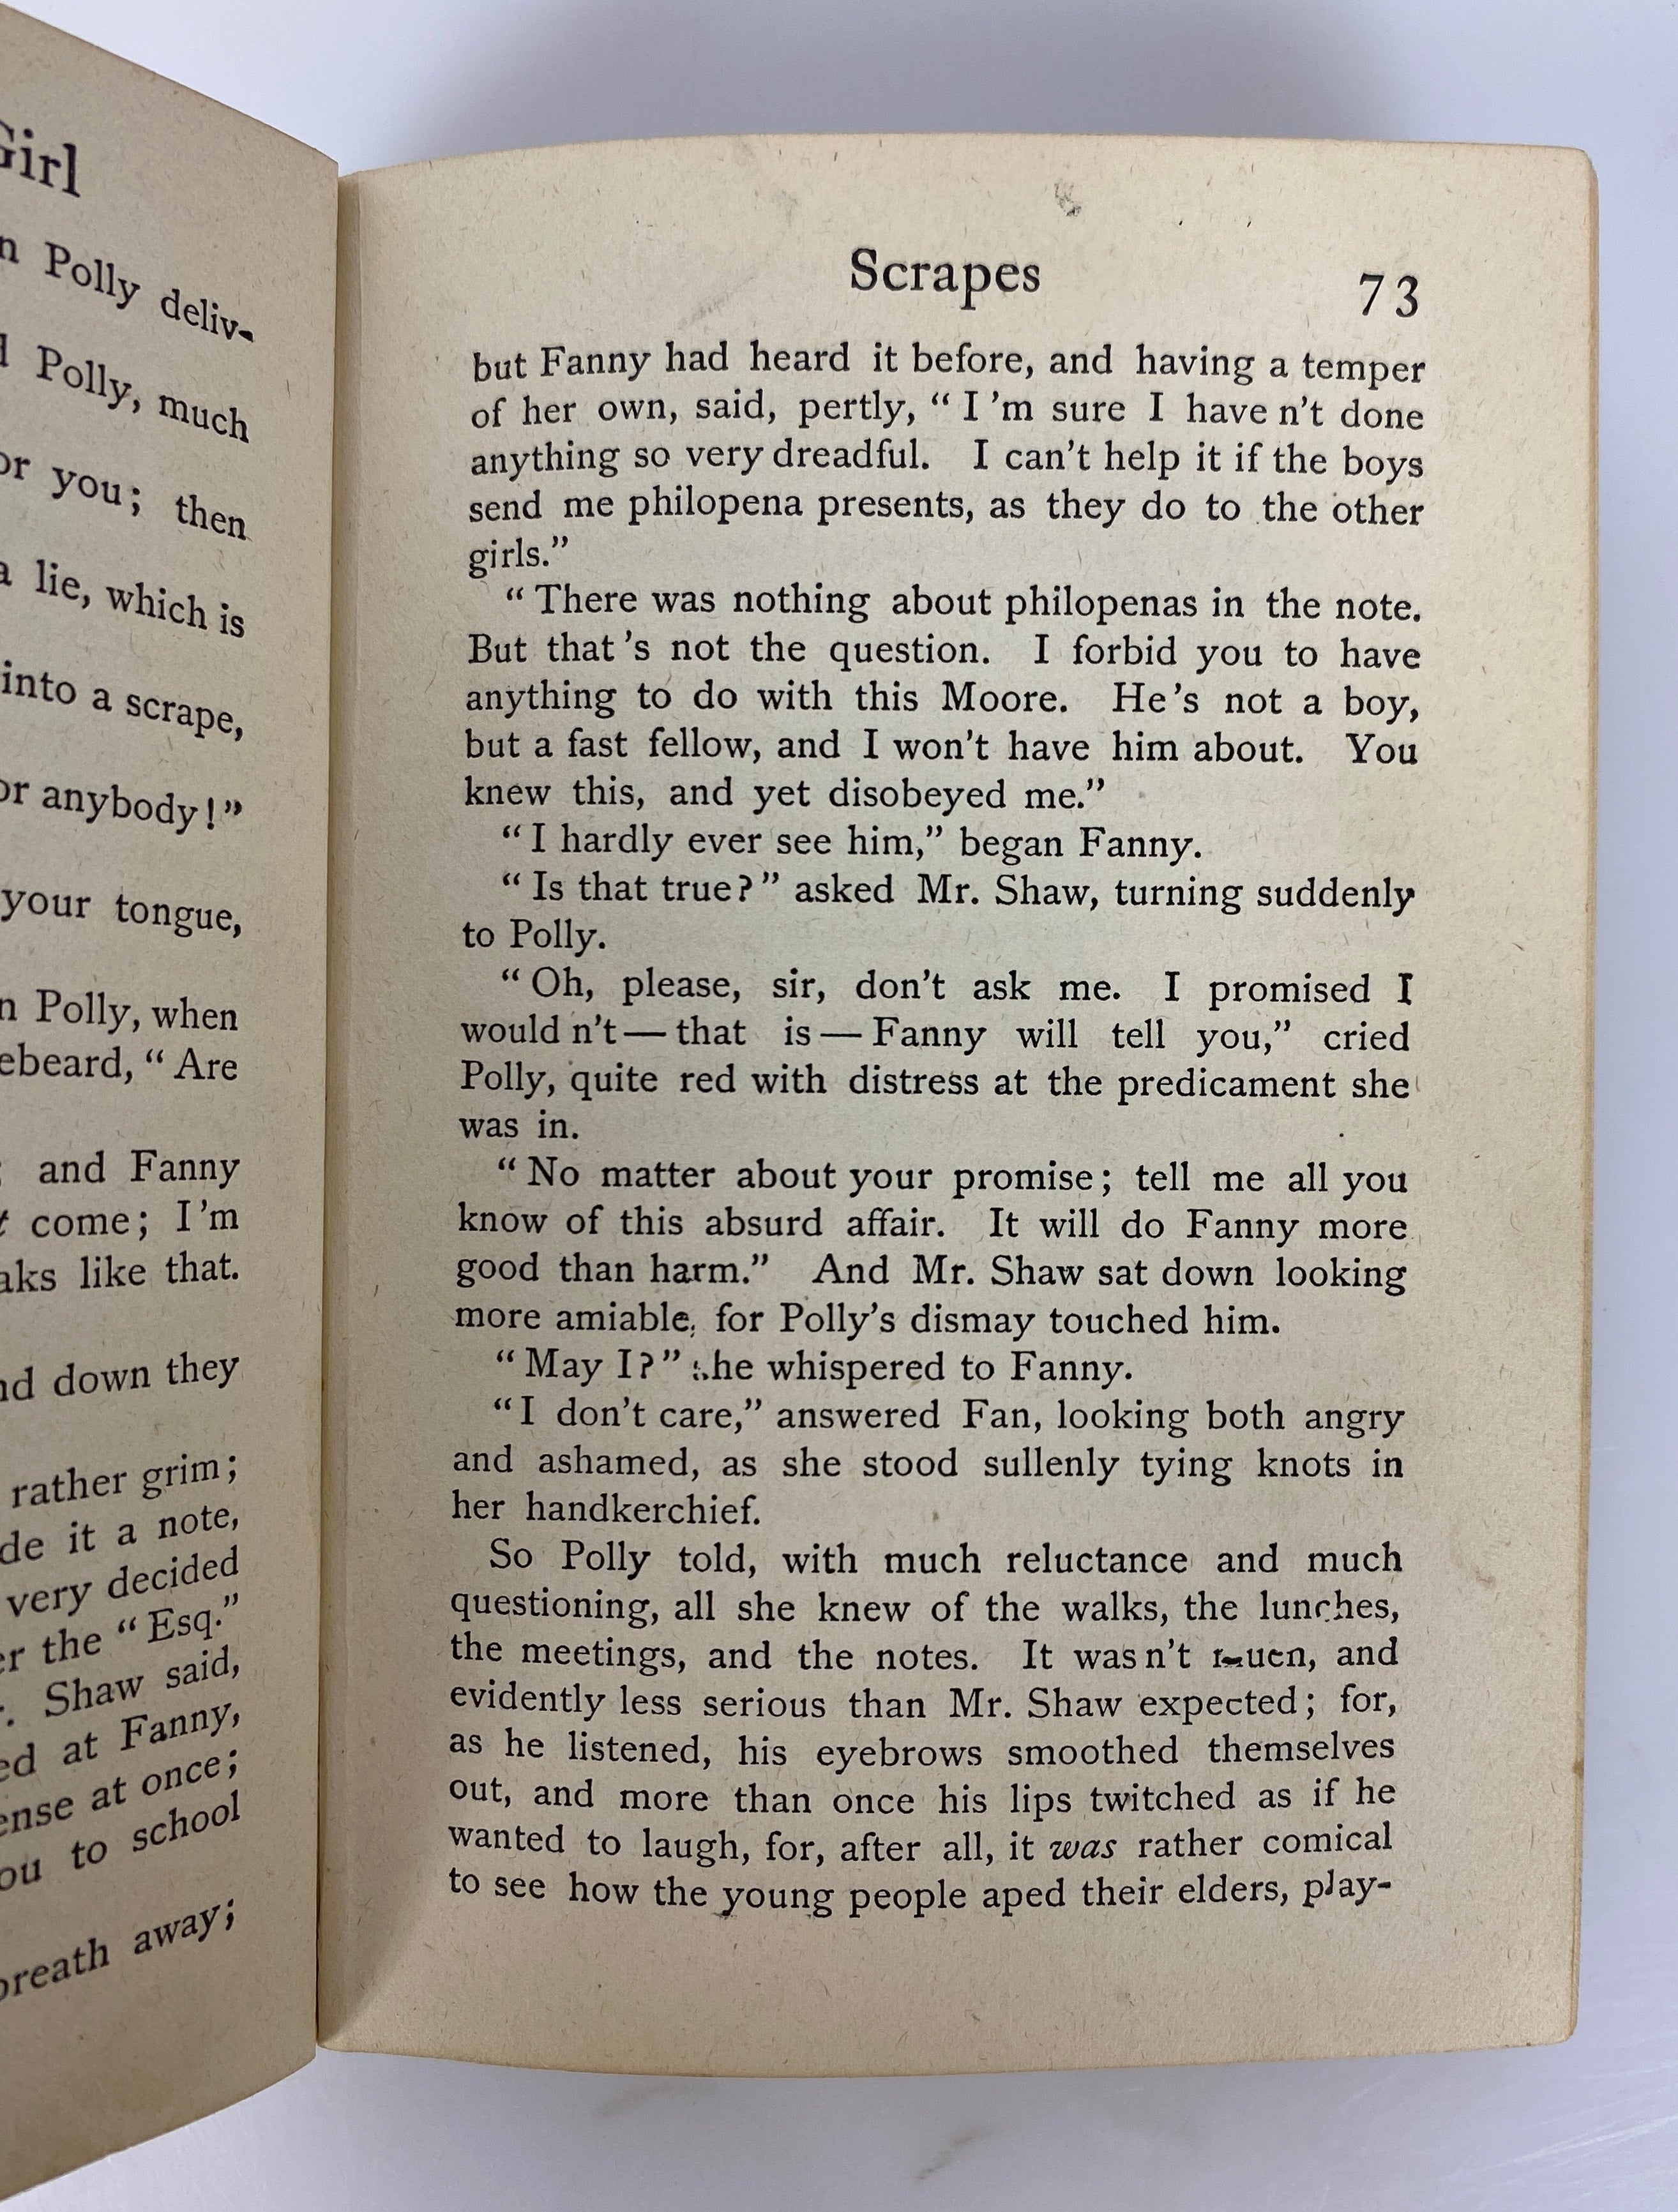 Girl
n Polly deliv-
d Polly, much
or you; then
a lie, which is
into a scrape,
or anybody!”
your tongue,
n Polly, when
ebeard, “Are
; and Fanny
t come; I’m
aks like that.
nd down they
rather grim;
de it a note,
very decided
er the “Esq.”
r. Shaw said,
ed at Fanny,
ense at once;
ou to school
breath away;
Scrapes 73
but Fanny had heard it before, and having a temper
of her own, said, pertly, “I ’m sure I have n’t done
anything so very dreadful. I can’t help it if the boys
send me philopena presents, as they do to the other
girls.”
“There was nothing about philopenas in the note.
But that ’s not the question. I forbid you to have
anything to do with this Moore. He’s not a boy,
but a fast fellow, and I won’t have him about. You
knew this, and yet disobeyed me.”
“I hardly ever see him,” began Fanny.
“Is that true?” asked Mr. Shaw, turning suddenly
to Polly.
“Oh, please, sir, don’t ask me. I promised I
would n’t — that is — Fanny will tell you,” cried
Polly, quite red with distress at the predicament she
was in.
“No matter about your promise; tell me all you
know of this absurd affair. It will do Fanny more
good than harm.” And Mr. Shaw sat down looking
more amiable, for Polly’s dismay touched him.
“May I?” she whispered to Fanny.
“I don’t care,” answered Fan, looking both angry
and ashamed, as she stood sullenly tying knots in
her handkerchief.
So Polly told, with much reluctance and much
questioning, all she knew of the walks, the lunches,
the meetings, and the notes. It was n’t much, and
evidently less serious than Mr. Shaw expected; for,
as he listened, his eyebrows smoothed themselves
out, and more than once his lips twitched as if he
wanted to laugh, for, after all, it was rather comical
to see how the young people aped their elders, play-